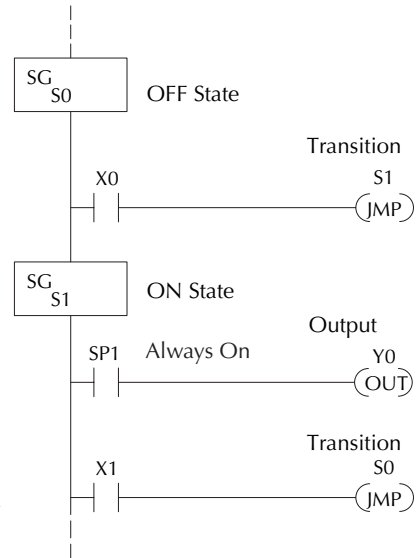 SG
S0
OFF State
Transition
X0
S1
JMP
SG
S1
ON State
Output
SP1
Always On
Y0
OUT
Transition
X1
S0
JMP